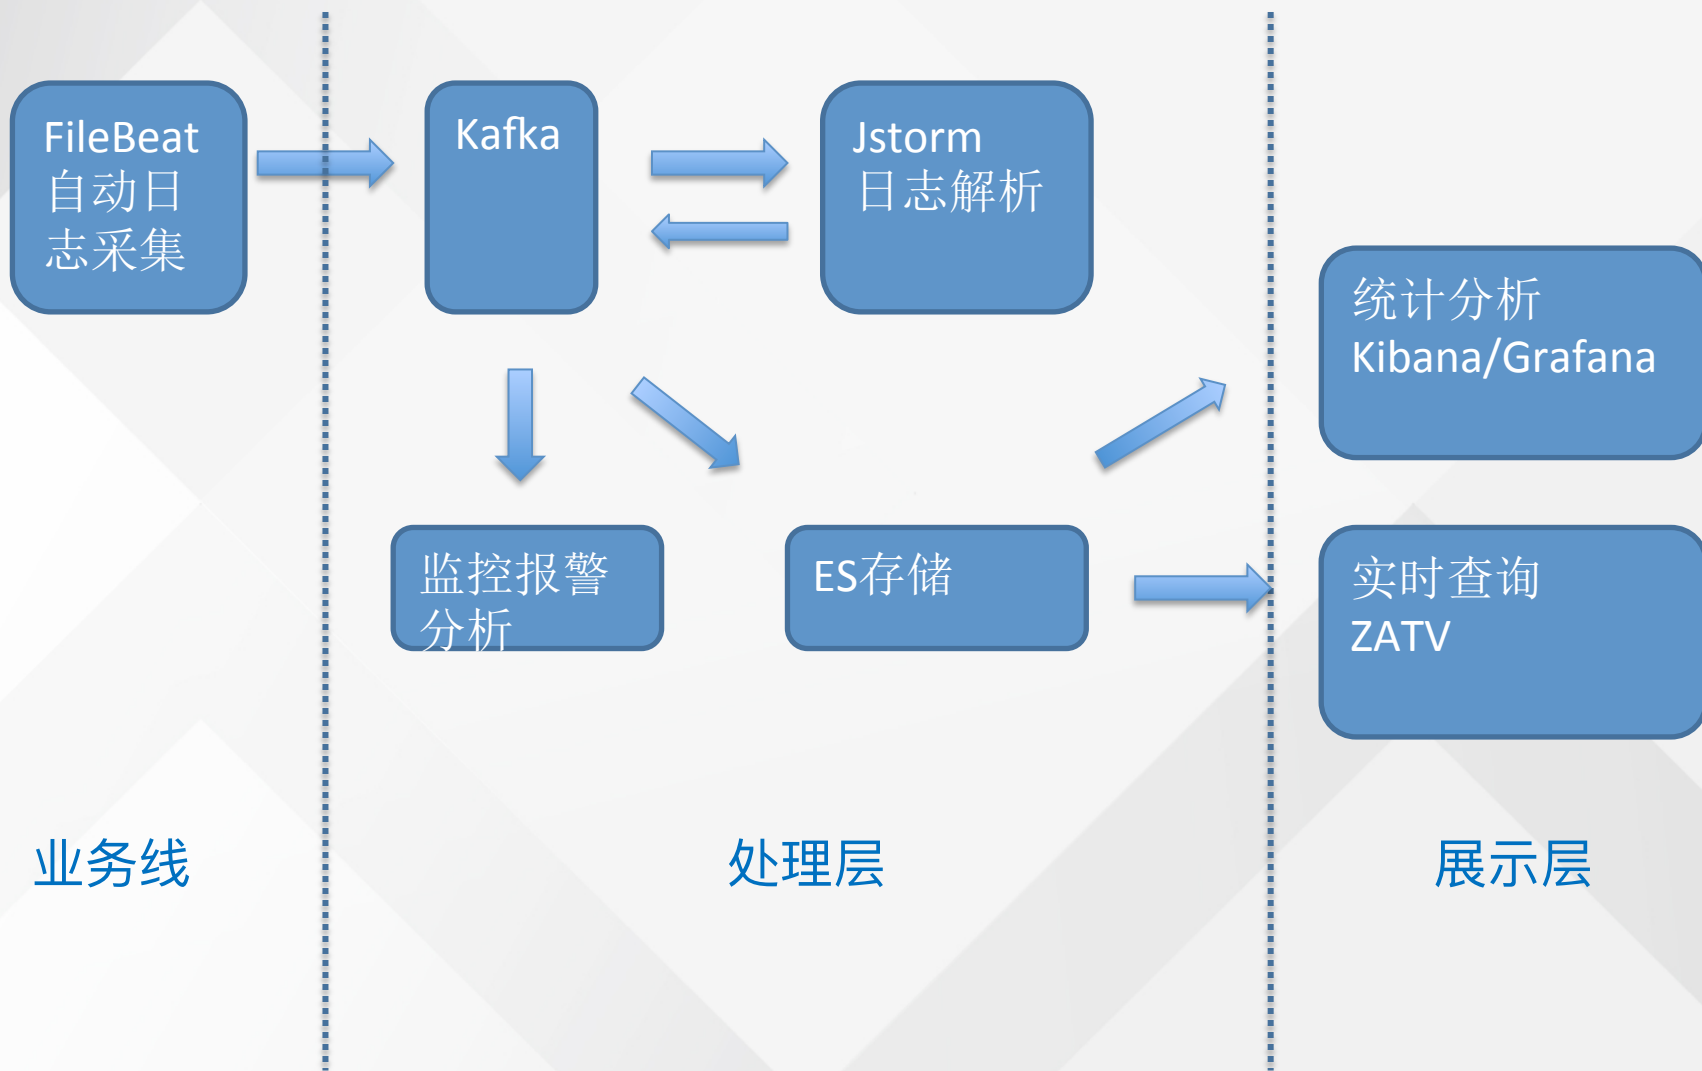 FileBeat
自动日
志采集
Kafka
Jstorm
日志解析
统计分析
Kibana/Grafana
监控报警
分析
ES存储
实时查询
ZATV
业务线
处理层
展示层